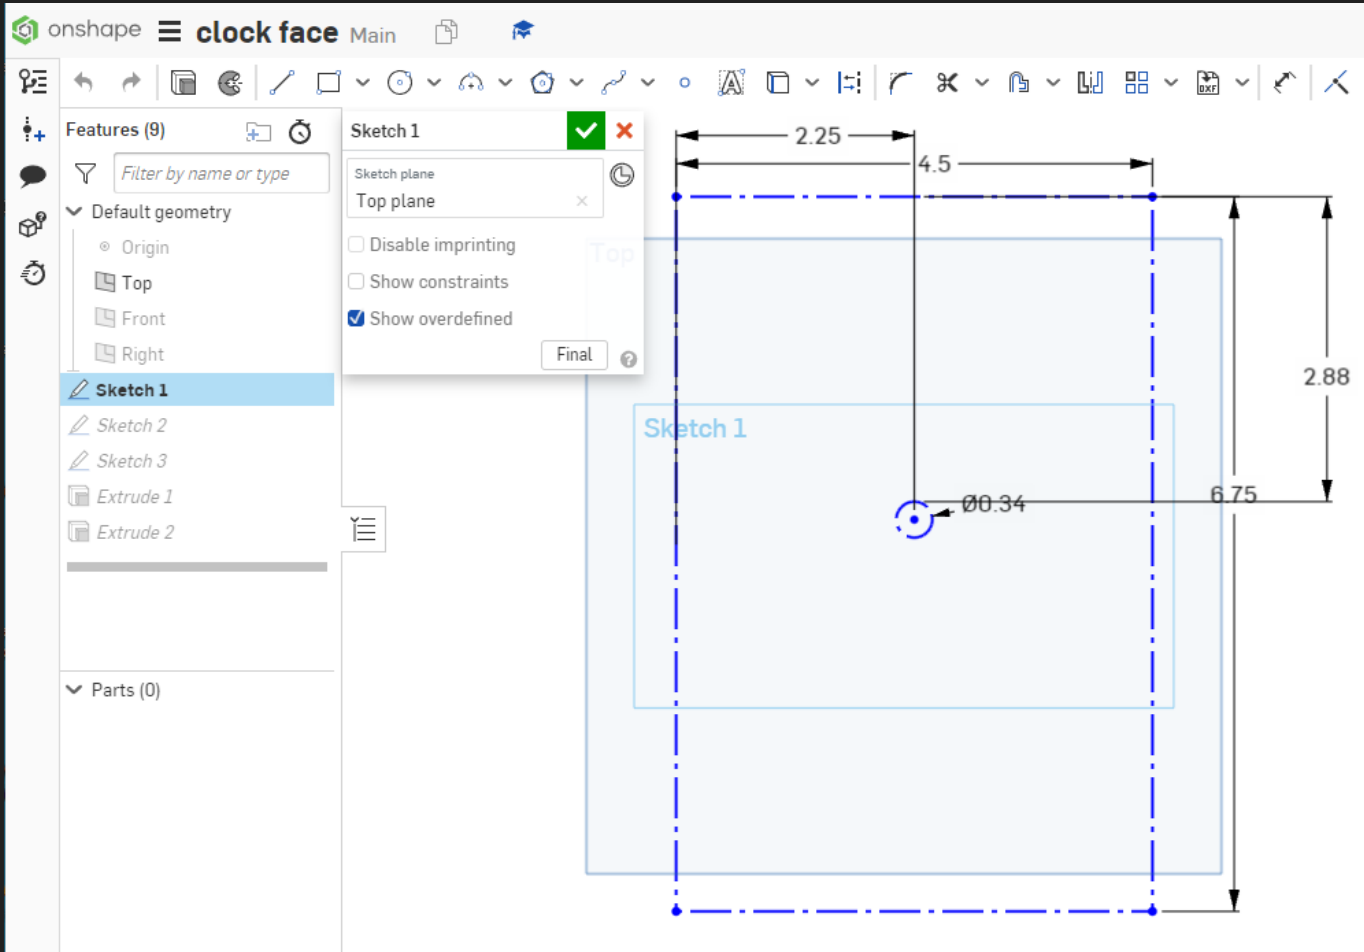 onshape clock face Main
DXF
Features (9)
Filter by name or type
Default geometry
Origin
Top
Front
Right
Sketch 1
Sketch 2
Sketch 3
Extrude 1
Extrude 2
Parts (0)
Sketch 1
Sketch plane
Top plane
Disable imprinting
Show constraints
Show overdefined
Final
2.25
4.5
Top
2.88
Sketch 1
6.75
Ø0.34